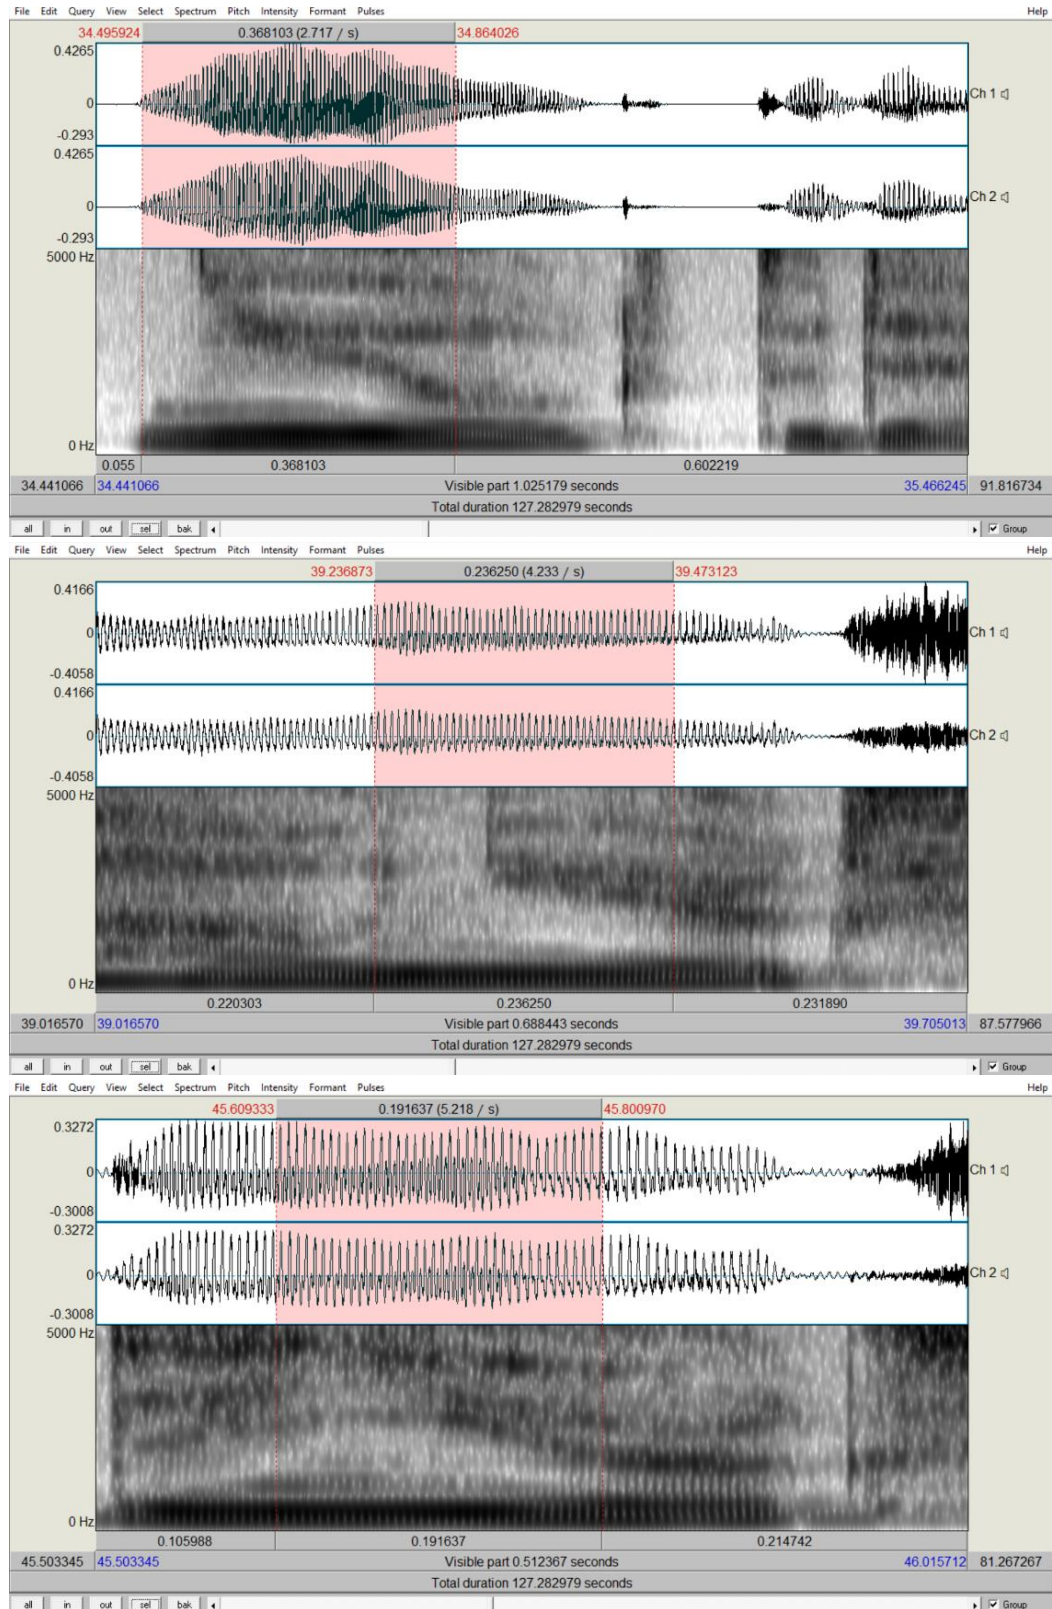 File Edit Query View Select Spectrum Pitch Intensity Formant Pulses Help
34.495924 0.368103 (2.717 / s) 34.864026
0.4265
0
-0.293
Ch 1
0.4265
0
-0.293
Ch 2
5000 Hz
0 Hz
0.055 0.368103 0.602219
34.441066 34.441066 Visible part 1.025179 seconds 35.466245 91.816734
Total duration 127.282979 seconds
all in out sel bak Group
File Edit Query View Select Spectrum Pitch Intensity Formant Pulses Help
39.236873 0.236250 (4.233 / s) 39.473123
0.4166
0
-0.4058
Ch 1
0.4166
0
-0.4058
Ch 2
5000 Hz
0 Hz
0.220303 0.236250 0.231890
39.016570 39.016570 Visible part 0.688443 seconds 39.705013 87.577966
Total duration 127.282979 seconds
all in out sel bak Group
File Edit Query View Select Spectrum Pitch Intensity Formant Pulses Help
45.609333 0.191637 (5.218 / s) 45.800970
0.3272
0
-0.3008
Ch 1
0.3272
0
-0.3008
Ch 2
5000 Hz
0 Hz
0.105988 0.191637 0.214742
45.503345 45.503345 Visible part 0.512367 seconds 46.015712 81.267267
Total duration 127.282979 seconds
all in out sel bak Group